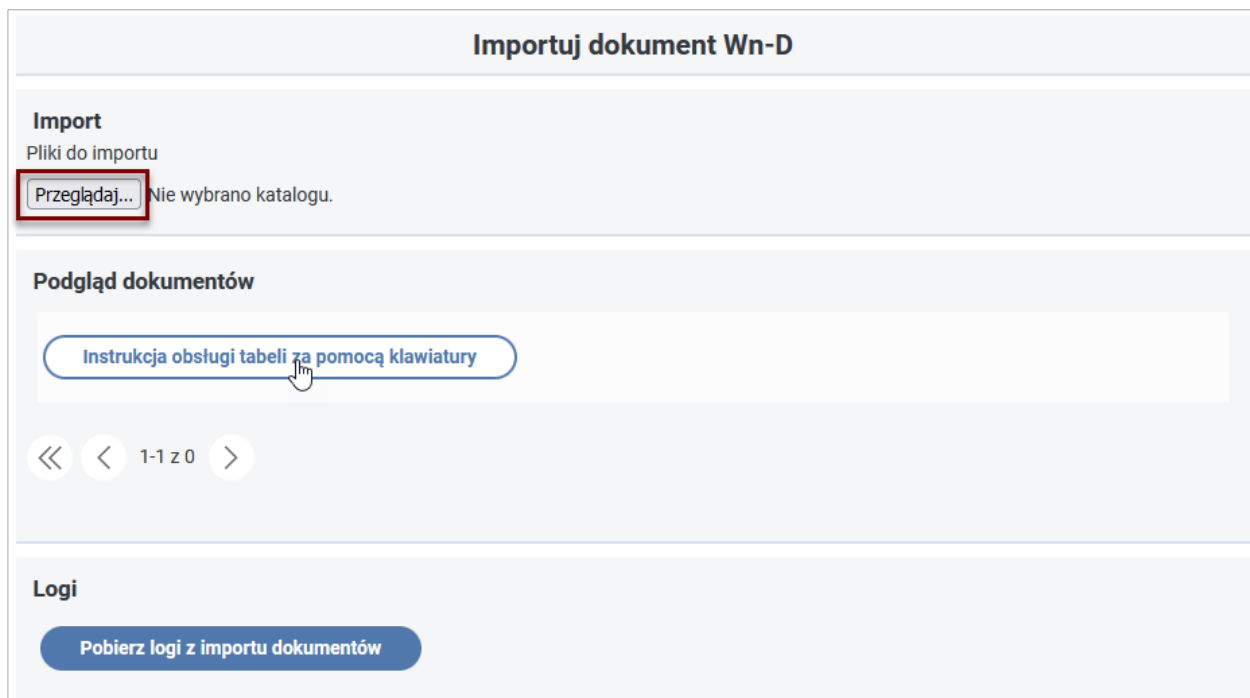 Importuj dokument Wn-D
Import
Pliki do importu
Przeglądaj... Nie wybrano katalogu.
Podgląd dokumentów
Instrukcja obsługi tabeli za pomocą klawiatury
1-1 z 0
Logi
Pobierz logi z importu dokumentów